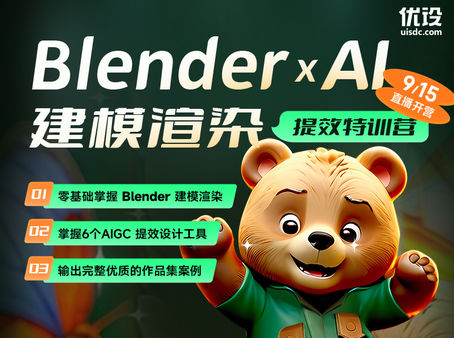 优设
uisdc.com
Blender x AI
9/15
直播开营
建模渲染
提效特训营
01 零基础掌握 Blender 建模渲染
02 掌握6个AIGC 提效设计工具
03 输出完整优质的作品集案例